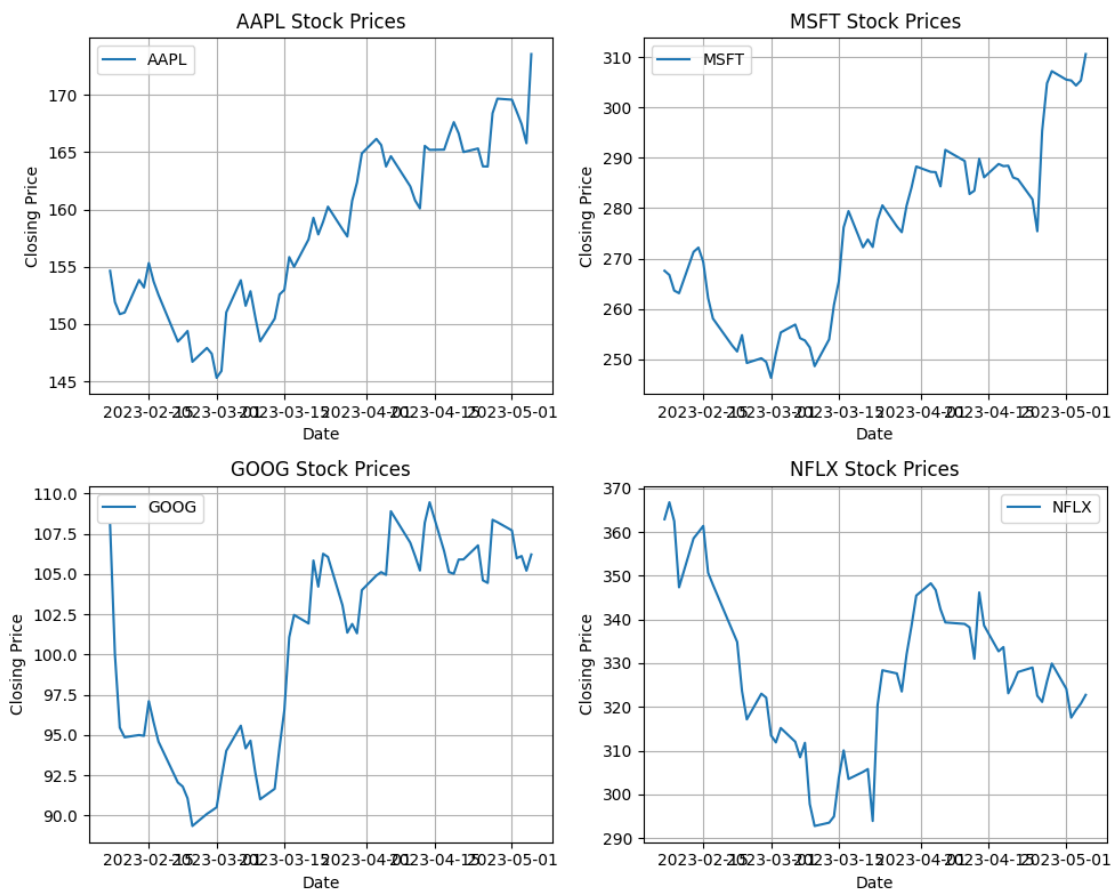 AAPL Stock Prices
AAPL
Closing Price
170
165
160
155
150
145
2023-02-15 2023-03-01 2023-03-15 2023-04-01 2023-04-15 2023-05-01
Date
MSFT Stock Prices
MSFT
Closing Price
310
300
290
280
270
260
250
2023-02-15 2023-03-01 2023-03-15 2023-04-01 2023-04-15 2023-05-01
Date
GOOG Stock Prices
GOOG
Closing Price
110.0
107.5
105.0
102.5
100.0
97.5
95.0
92.5
90.0
2023-02-15 2023-03-01 2023-03-15 2023-04-01 2023-04-15 2023-05-01
Date
NFLX Stock Prices
NFLX
Closing Price
370
360
350
340
330
320
310
300
290
2023-02-15 2023-03-01 2023-03-15 2023-04-01 2023-04-15 2023-05-01
Date